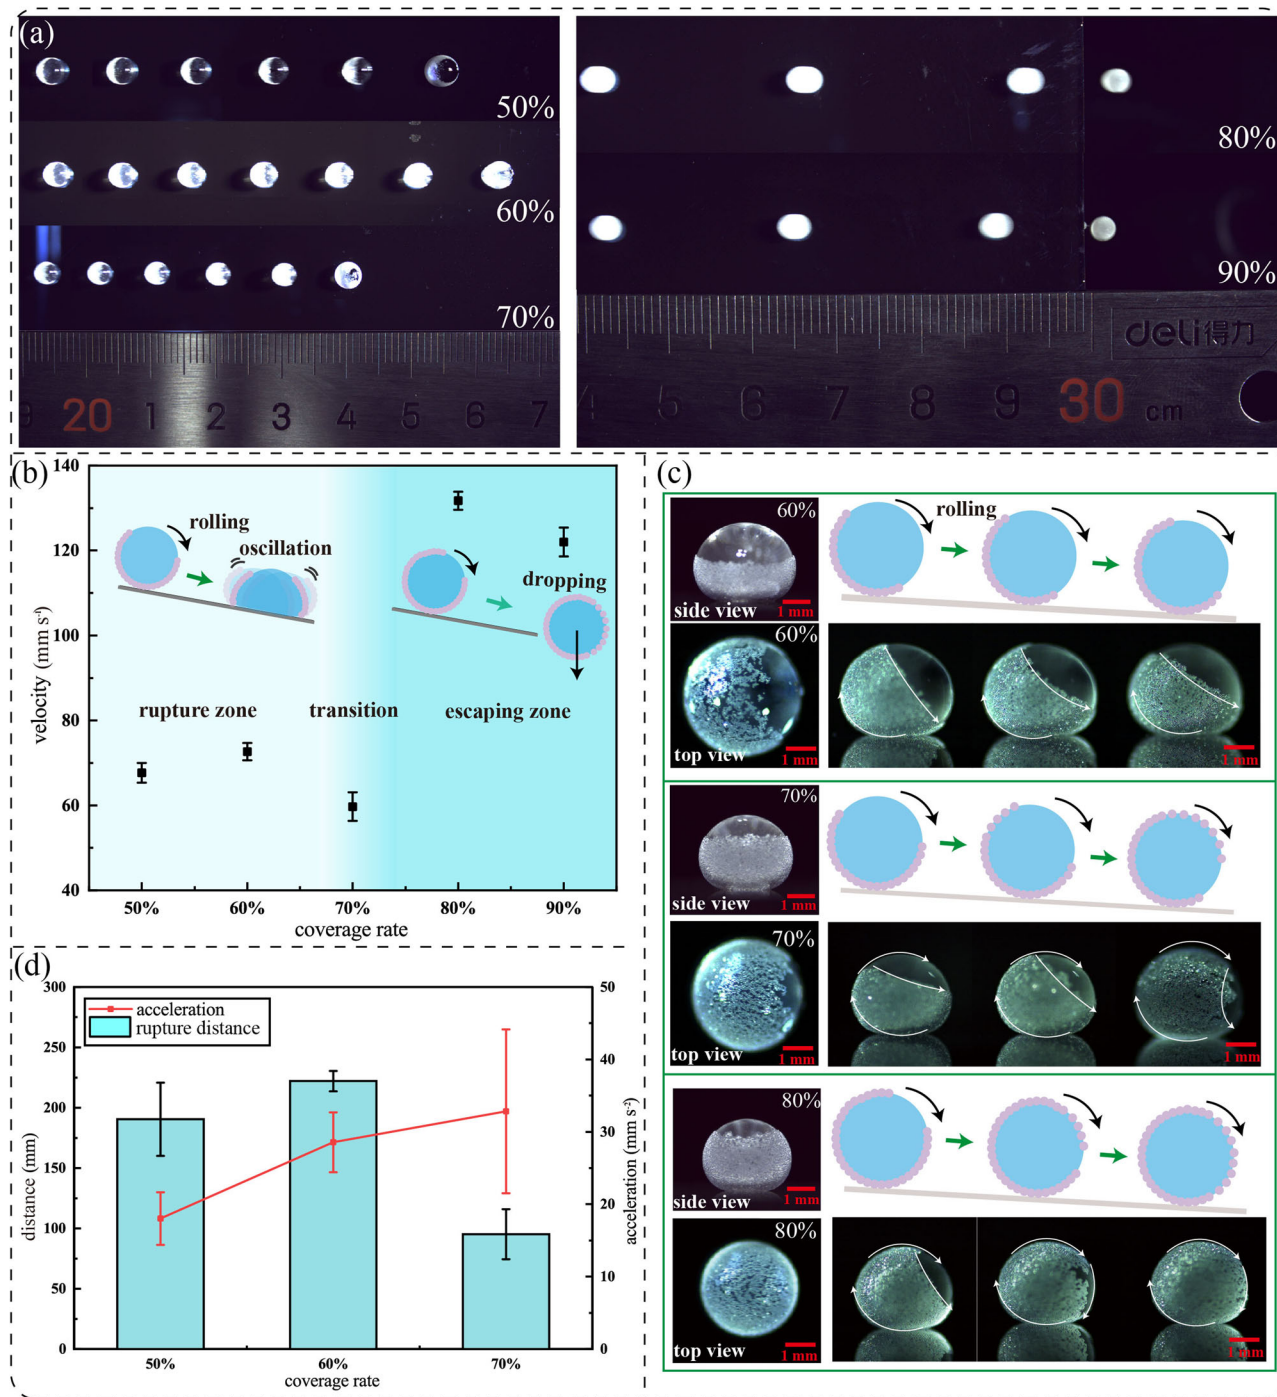 (a)
50%
60%
70%
20 1 2 3 4 5 6 7
80%
90%
deli得力
5 6 7 8 9 30 cm
(b)
velocity (mm s⁻¹)
140
120
100
80
60
40
rolling
oscillation
dropping
rupture zone
transition
escaping zone
50% 60% 70% 80% 90%
coverage rate
(c)
60%
side view
1 mm
rolling
60%
top view
1 mm
1 mm
70%
side view
1 mm
70%
top view
1 mm
1 mm
80%
side view
1 mm
80%
top view
1 mm
1 mm
(d)
distance (mm)
300
250
200
150
100
50
0
acceleration
rupture distance
50
40
30
20
10
0
acceleration (mm s⁻²)
50% 60% 70%
coverage rate